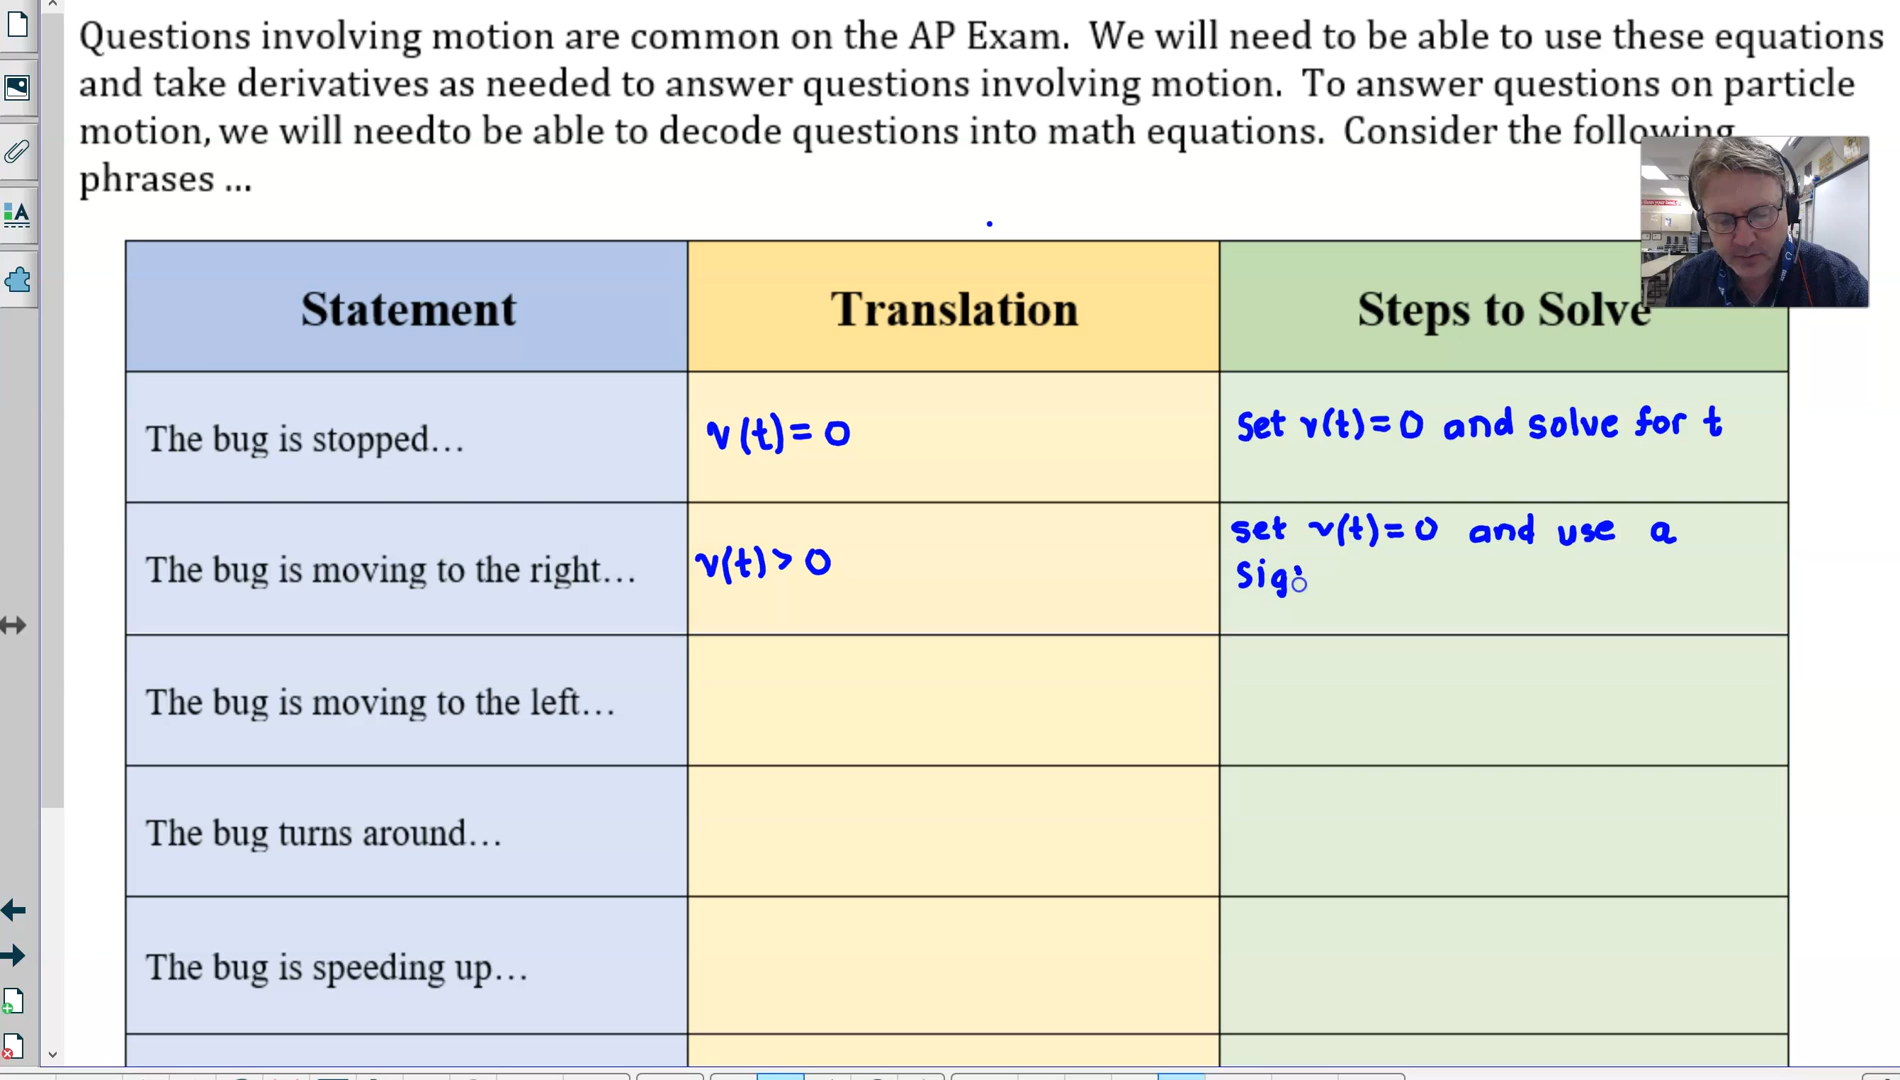 Questions involving motion are common on the AP Exam.  We will need to be able to use these equations
and take derivatives as needed to answer questions involving motion.  To answer questions on particle
motion, we will needto be able to decode questions into math equations.  Consider the following
phrases ...
Statement
Translation
Steps to Solve
The bug is stopped...
v(t) = 0
Set v(t) = 0 and solve for t
The bug is moving to the right...
v(t) > 0
set v(t) = 0 and use a
sig
The bug is moving to the left...
The bug turns around...
The bug is speeding up...